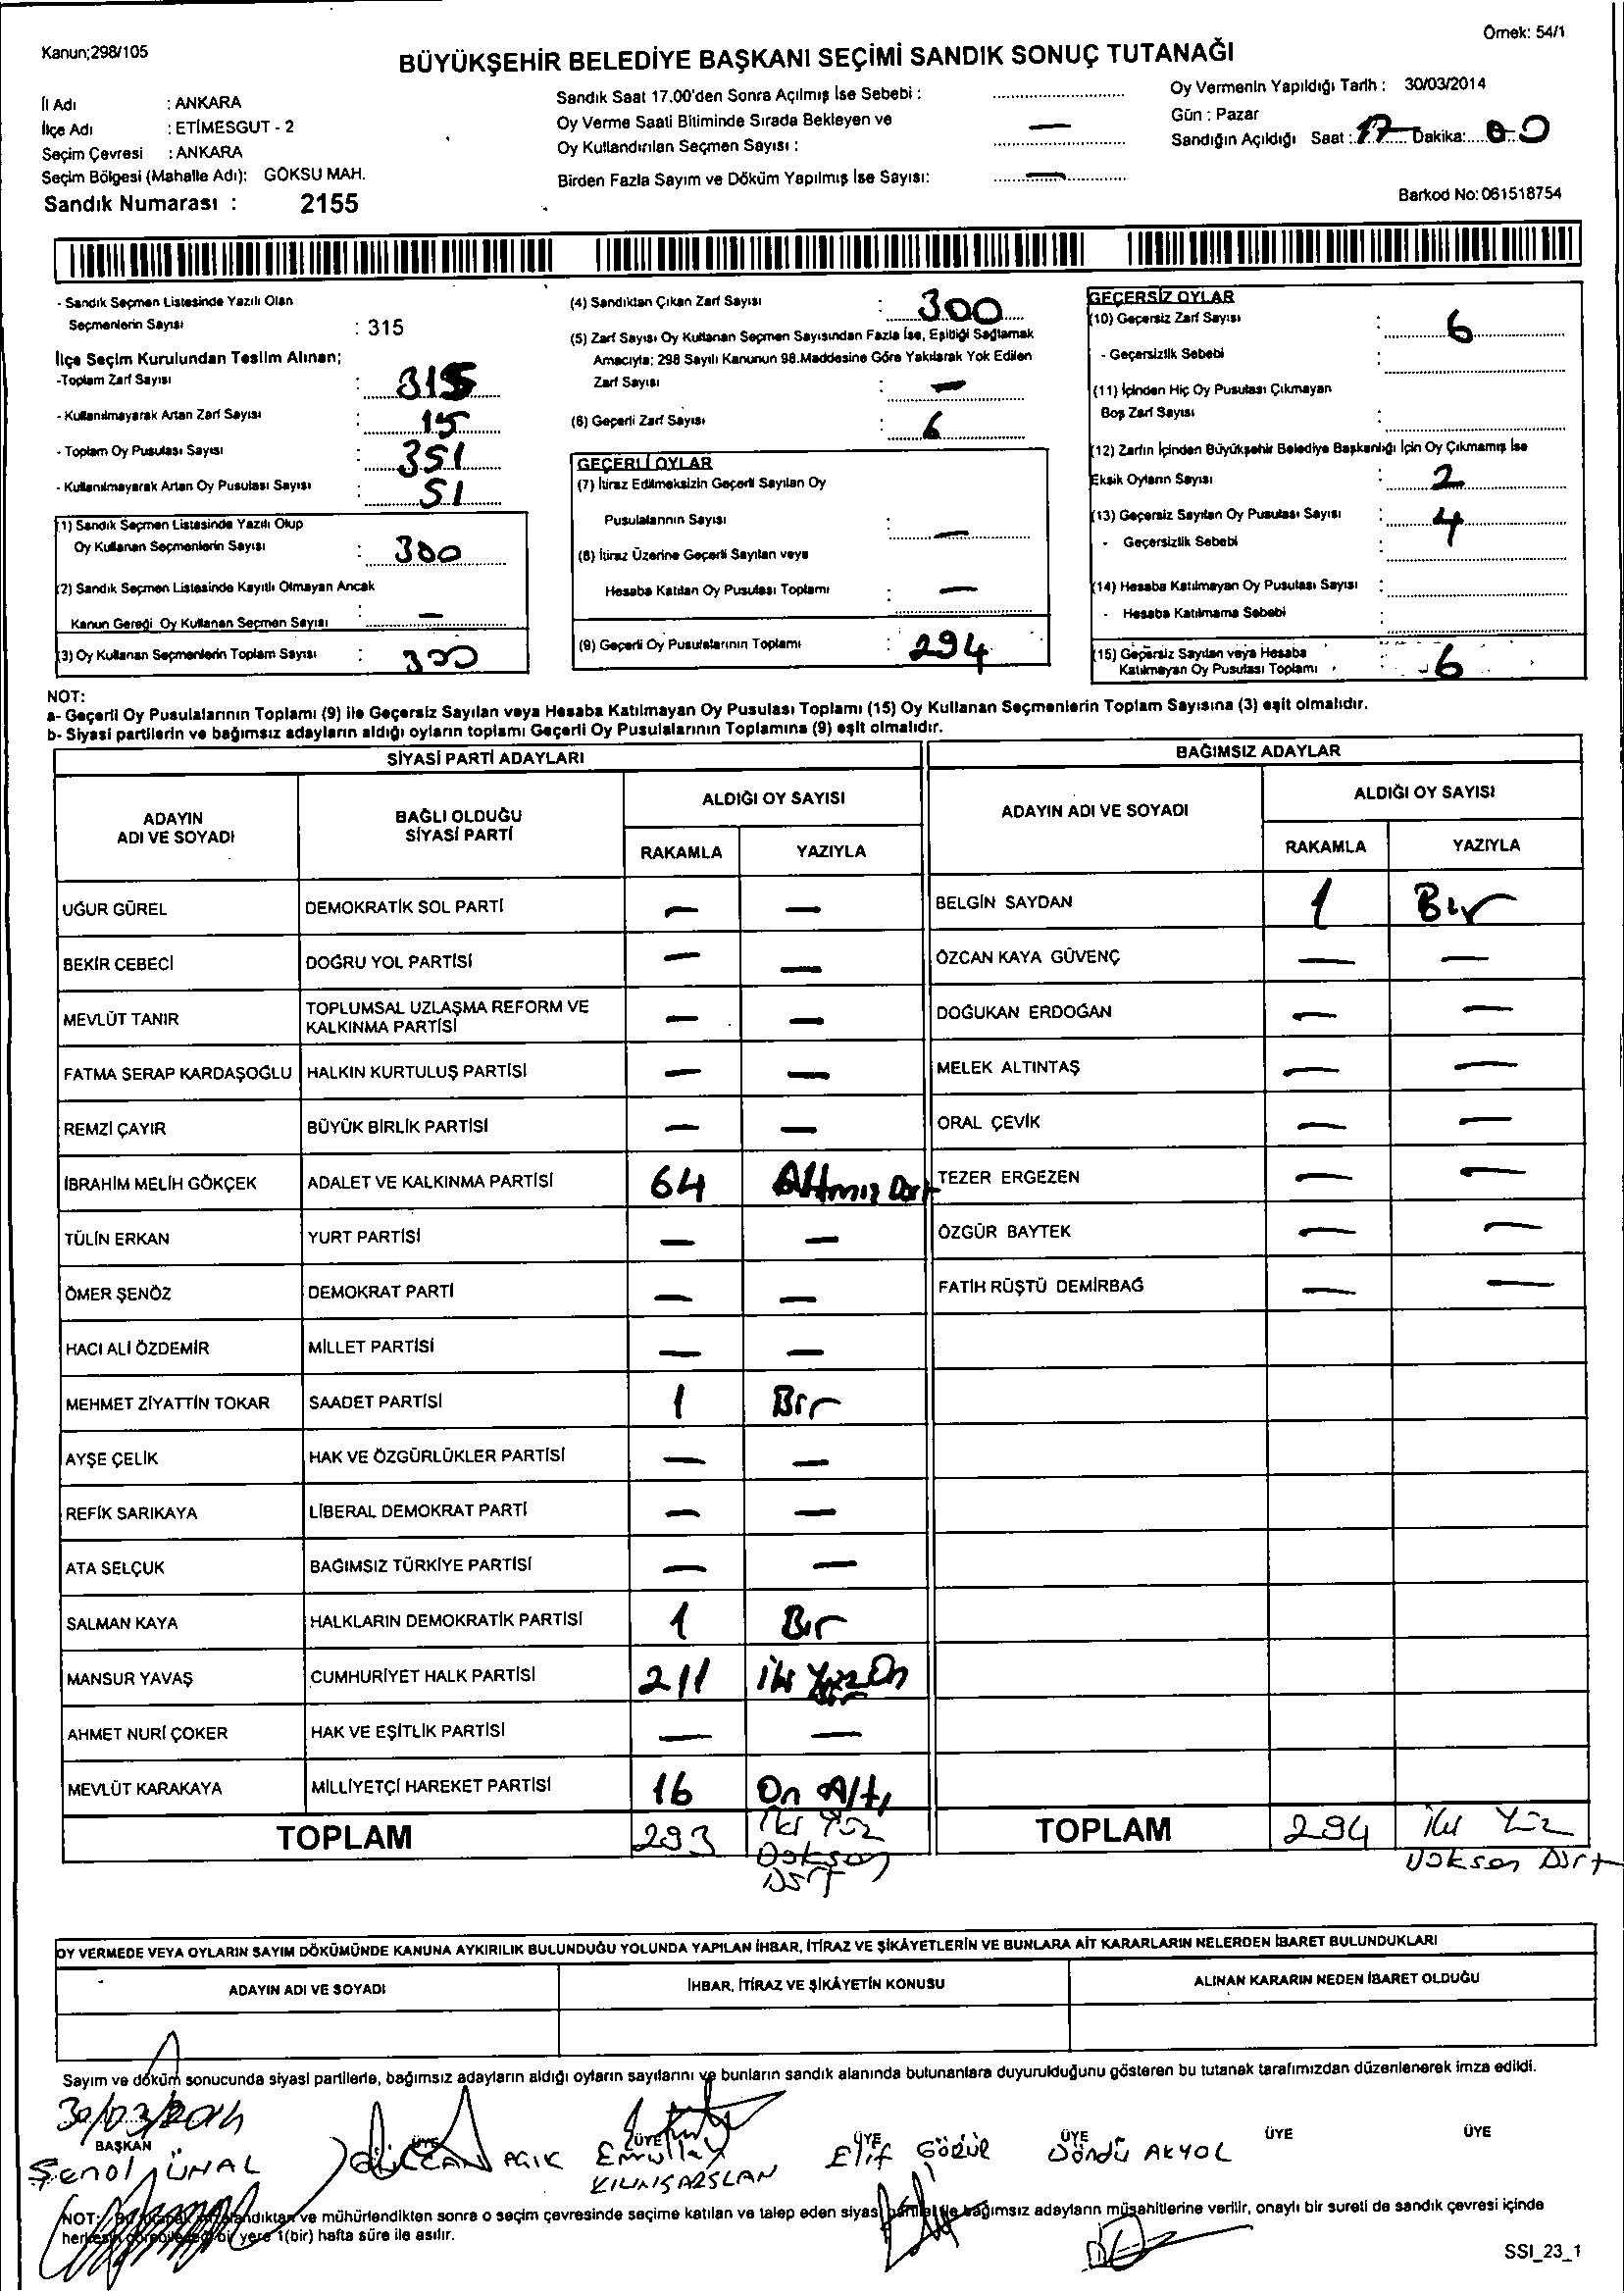 Örnek: 54/1
Kanun;298/105
BÜYÜKŞEHİR BELEDİYE BAŞKANI SEÇİMİ SANDIK SONUÇ TUTANAĞI
İl Adı : ANKARA
İlçe Adı : ETİMESGUT - 2
Seçim Çevresi : ANKARA
Seçim Bölgesi (Mahalle Adı): GÖKSU MAH.
Sandık Numarası : 2155
Sandık Saat 17.00'den Sonra Açılmış İse Sebebi :
Oy Verme Saati Bitiminde Sırada Bekleyen ve
Oy Kullandırılan Seçmen Sayısı : —
Birden Fazla Sayım ve Döküm Yapılmış İse Sayısı: —
Oy Vermenin Yapıldığı Tarih : 30/03/2014
Gün : Pazar
Sandığın Açıldığı Saat : 17 Dakika: 00
Barkod No: 061518754
- Sandık Seçmen Listesinde Yazılı Olan
Seçmenlerin Sayısı : 315
İlçe Seçim Kurulundan Teslim Alınan;
-Toplam Zarf Sayısı : 315
- Kullanılmayarak Artan Zarf Sayısı : 15
- Toplam Oy Pusulası Sayısı : 351
- Kullanılmayarak Artan Oy Pusulası Sayısı : 51
(1) Sandık Seçmen Listesinde Yazılı Olup
Oy Kullanan Seçmenlerin Sayısı : 300
(2) Sandık Seçmen Listesinde Kayıtlı Olmayan Ancak
Kanun Gereği Oy Kullanan Seçmen Sayısı : —
(3) Oy Kullanan Seçmenlerin Toplam Sayısı : 300
(4) Sandıktan Çıkan Zarf Sayısı : 300
(5) Zarf Sayısı Oy Kullanan Seçmen Sayısından Fazla İse, Eşitliği Sağlamak
Amacıyla: 298 Sayılı Kanunun 98.Maddesine Göre Yakılarak Yok Edilen
Zarf Sayısı : —
(6) Geçerli Zarf Sayısı : 6
GEÇERLİ OYLAR
(7) İtiraz Edilmeksizin Geçerli Sayılan Oy
Pusulalarının Sayısı : —
(8) İtiraz Üzerine Geçerli Sayılan veya
Hesaba Katılan Oy Pusulası Toplamı : —
(9) Geçerli Oy Pusulalarının Toplamı : 294
GEÇERSİZ OYLAR
(10) Geçersiz Zarf Sayısı : 6
- Geçersizlik Sebebi :
(11) İçinden Hiç Oy Pusulası Çıkmayan
Boş Zarf Sayısı :
(12) Zarfın İçinden Büyükşehir Belediye Başkanlığı İçin Oy Çıkmamış İse
Eksik Oyların Sayısı : 2
(13) Geçersiz Sayılan Oy Pusulası Sayısı : 4
- Geçersizlik Sebebi :
(14) Hesaba Katılmayan Oy Pusulası Sayısı :
- Hesaba Katılmama Sebebi :
(15) Geçersiz Sayılan veya Hesaba
Katılmayan Oy Pusulası Toplamı : 6
NOT:
a- Geçerli Oy Pusulalarının Toplamı (9) ile Geçersiz Sayılan veya Hesaba Katılmayan Oy Pusulası Toplamı (15) Oy Kullanan Seçmenlerin Toplam Sayısına (3) eşit olmalıdır.
b- Siyasi partilerin ve bağımsız adayların aldığı oyların toplamı Geçerli Oy Pusulalarının Toplamına (9) eşit olmalıdır.
SİYASİ PARTİ ADAYLARI
ADAYIN ADI VE SOYADI BAĞLI OLDUĞU SİYASİ PARTİ ALDIĞI OY SAYISI
RAKAMLA YAZIYLA
UĞUR GÜREL DEMOKRATİK SOL PARTİ — —
BEKİR CEBECİ DOĞRU YOL PARTİSİ — —
MEVLÜT TANIR TOPLUMSAL UZLAŞMA REFORM VE KALKINMA PARTİSİ — —
FATMA SERAP KARDAŞOĞLU HALKIN KURTULUŞ PARTİSİ — —
REMZİ ÇAYIR BÜYÜK BİRLİK PARTİSİ — —
İBRAHİM MELİH GÖKÇEK ADALET VE KALKINMA PARTİSİ 64 Altmış Dört
TÜLİN ERKAN YURT PARTİSİ — —
ÖMER ŞENÖZ DEMOKRAT PARTİ — —
HACI ALİ ÖZDEMİR MİLLET PARTİSİ — —
MEHMET ZİYATTİN TOKAR SAADET PARTİSİ 1 Bir
AYŞE ÇELİK HAK VE ÖZGÜRLÜKLER PARTİSİ — —
REFİK SARIKAYA LİBERAL DEMOKRAT PARTİ — —
ATA SELÇUK BAĞIMSIZ TÜRKİYE PARTİSİ — —
SALMAN KAYA HALKLARIN DEMOKRATİK PARTİSİ 1 Bir
MANSUR YAVAŞ CUMHURİYET HALK PARTİSİ 211 iki Yüz On Bir
AHMET NURİ ÇOKER HAK VE EŞİTLİK PARTİSİ — —
MEVLÜT KARAKAYA MİLLİYETÇİ HAREKET PARTİSİ 16 On Altı
TOPLAM 293 İki Yüz Doksan Dört
BAĞIMSIZ ADAYLAR
ADAYIN ADI VE SOYADI ALDIĞI OY SAYISI
RAKAMLA YAZIYLA
BELGİN SAYDAN 1 Bir
ÖZCAN KAYA GÜVENÇ — —
DOĞUKAN ERDOĞAN — —
MELEK ALTINTAŞ — —
ORAL ÇEVİK — —
TEZER ERGEZEN — —
ÖZGÜR BAYTEK — —
FATİH RÜŞTÜ DEMİRBAĞ — —
TOPLAM 294 iki Yüz Doksan Dört
OY VERMEDE VEYA OYLARIN SAYIM DÖKÜMÜNDE KANUNA AYKIRILIK BULUNDUĞU YOLUNDA YAPILAN İHBAR, İTİRAZ VE ŞİKÂYETLERİN VE BUNLARA AİT KARARLARIN NELERDEN İBARET BULUNDUKLARI
ADAYIN ADI VE SOYADI İHBAR, İTİRAZ VE ŞİKÂYETİN KONUSU ALINAN KARARIN NEDEN İBARET OLDUĞU
Sayım ve döküm sonucunda siyasi partilerle, bağımsız adayların aldığı oyların sayılarını ve bunların sandık alanında bulunanlara duyurulduğunu gösteren bu tutanak tarafımızdan düzenlenerek imza edildi.
30/03/2014
BAŞKAN ÜYE ÜYE ÜYE ÜYE ÜYE ÜYE
Şenol ÜNAL AÇIK Emrullah KILINÇARSLAN Elif GÖZÜR Döndü AKYOL
NOT: ve mühürlendikten sonra o seçim çevresinde seçime katılan ve talep eden siyasi bağımsız adayların müşahitlerine verilir, onaylı bir sureti de sandık çevresi içinde
bir yere 1(bir) hafta süre ile asılır.
SSI_23_1